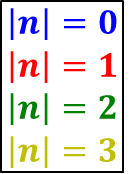 |n| = 0
|n| = 1
|n| = 2
|n| = 3